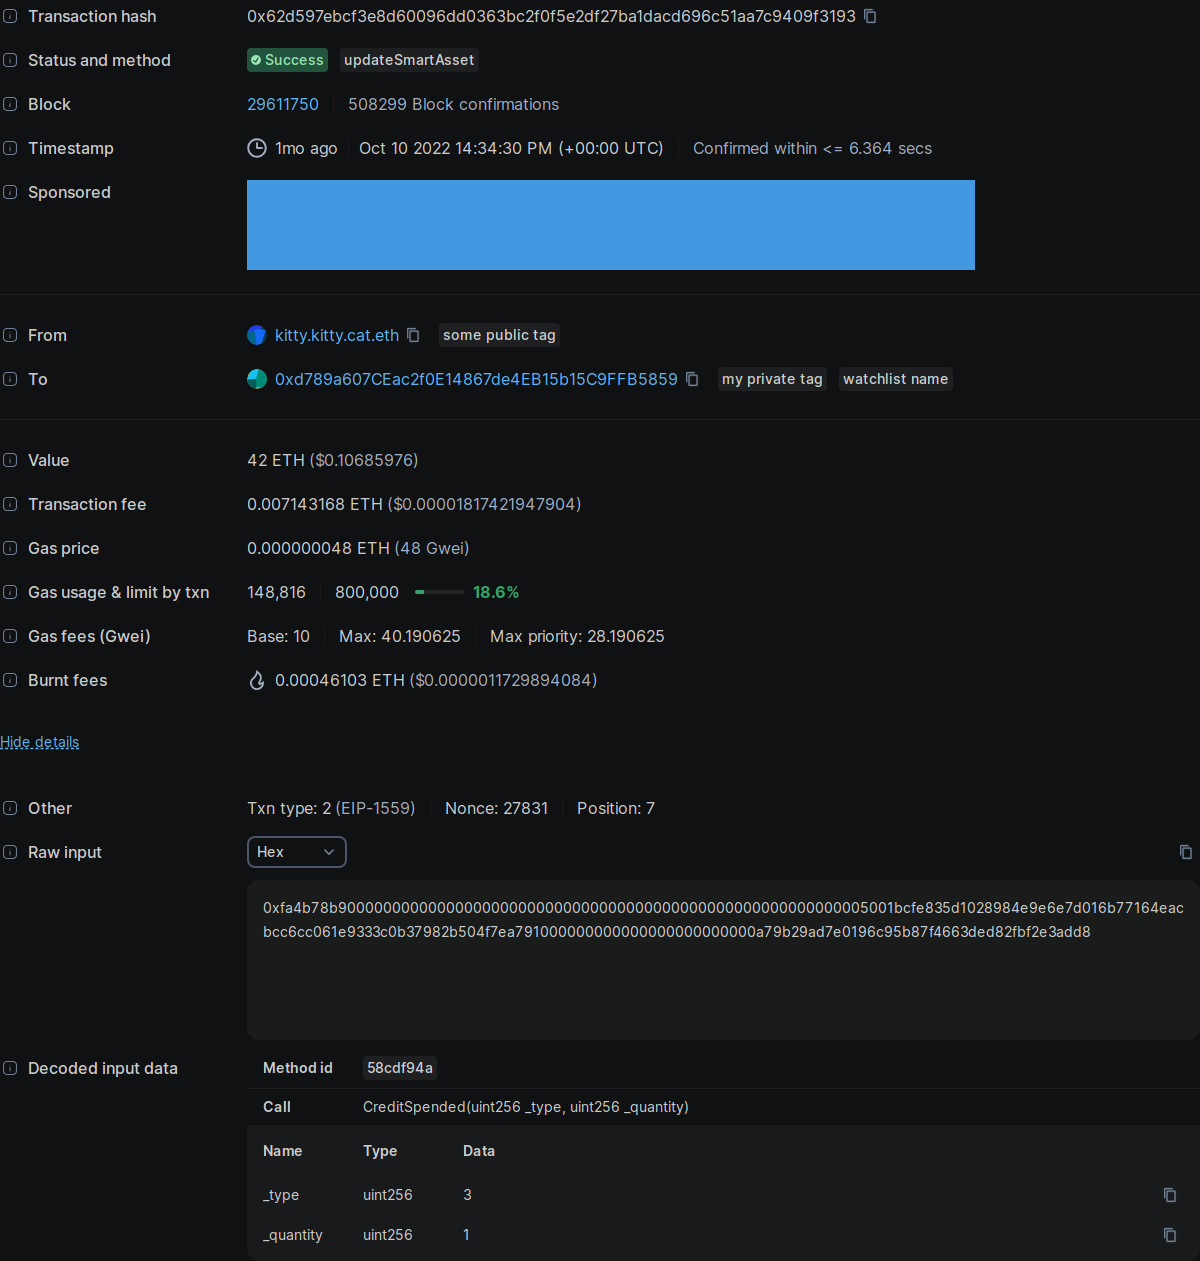 Transaction hash 0x62d597ebcf3e8d60096dd0363bc2f0f5e2df27ba1dacd696c51aa7c9409f3193
Status and method Success updateSmartAsset
Block 29611750 508299 Block confirmations
Timestamp 1mo ago Oct 10 2022 14:34:30 PM (+00:00 UTC) Confirmed within <= 6.364 secs
Sponsored
From kitty.kitty.cat.eth some public tag
To 0xd789a607CEac2f0E14867de4EB15b15C9FFB5859 my private tag watchlist name
Value 42 ETH ($0.10685976)
Transaction fee 0.007143168 ETH ($0.00001817421947904)
Gas price 0.000000048 ETH (48 Gwei)
Gas usage & limit by txn 148,816 800,000 18.6%
Gas fees (Gwei) Base: 10 Max: 40.190625 Max priority: 28.190625
Burnt fees 0.00046103 ETH ($0.0000011729894084)
Hide details
Other Txn type: 2 (EIP-1559) Nonce: 27831 Position: 7
Raw input Hex
0xfa4b78b90000000000000000000000000000000000000000000000000000000005001bcfe835d1028984e9e6e7d016b77164eac
bcc6cc061e9333c0b37982b504f7ea791000000000000000000000000a79b29ad7e0196c95b87f4663ded82fbf2e3add8
Decoded input data Method id 58cdf94a
Call CreditSpended(uint256 _type, uint256 _quantity)
Name Type Data
_type uint256 3
_quantity uint256 1